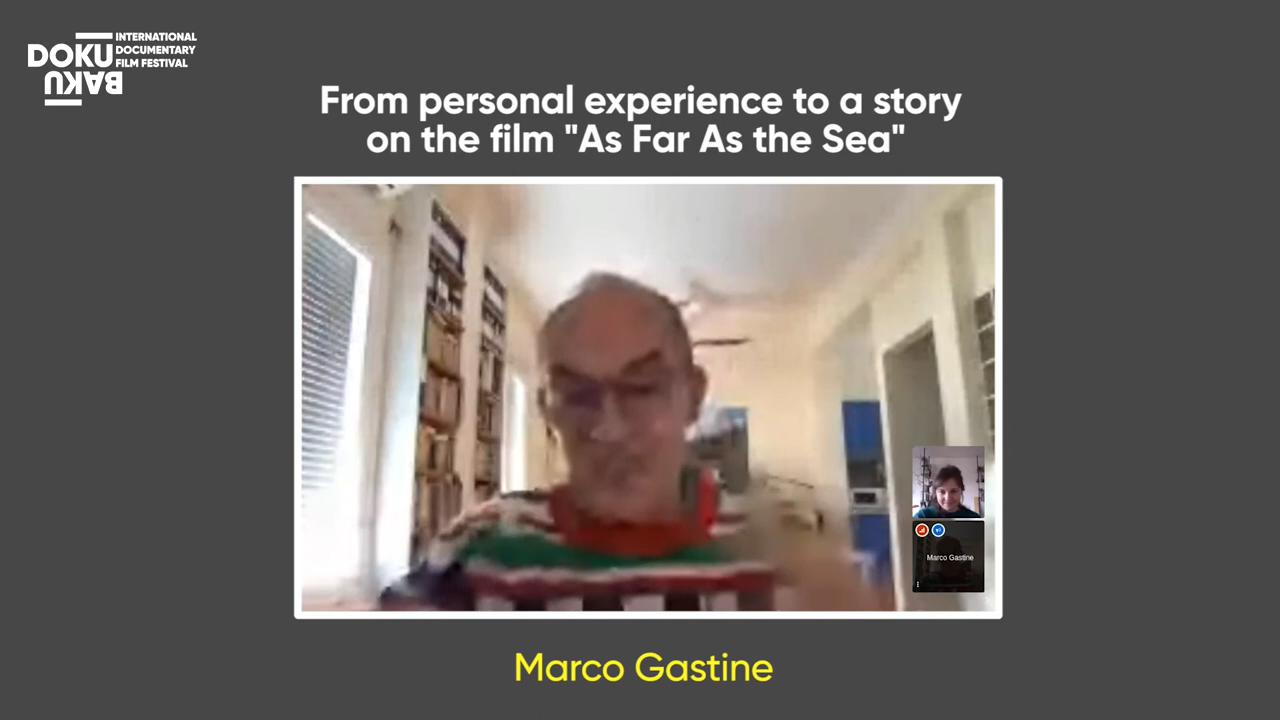 DOKU
BAKU
INTERNATIONAL
DOCUMENTARY
FILM FESTIVAL
From personal experience to a story
on the film "As Far As the Sea"
Marco Gastine
Marco Gastine